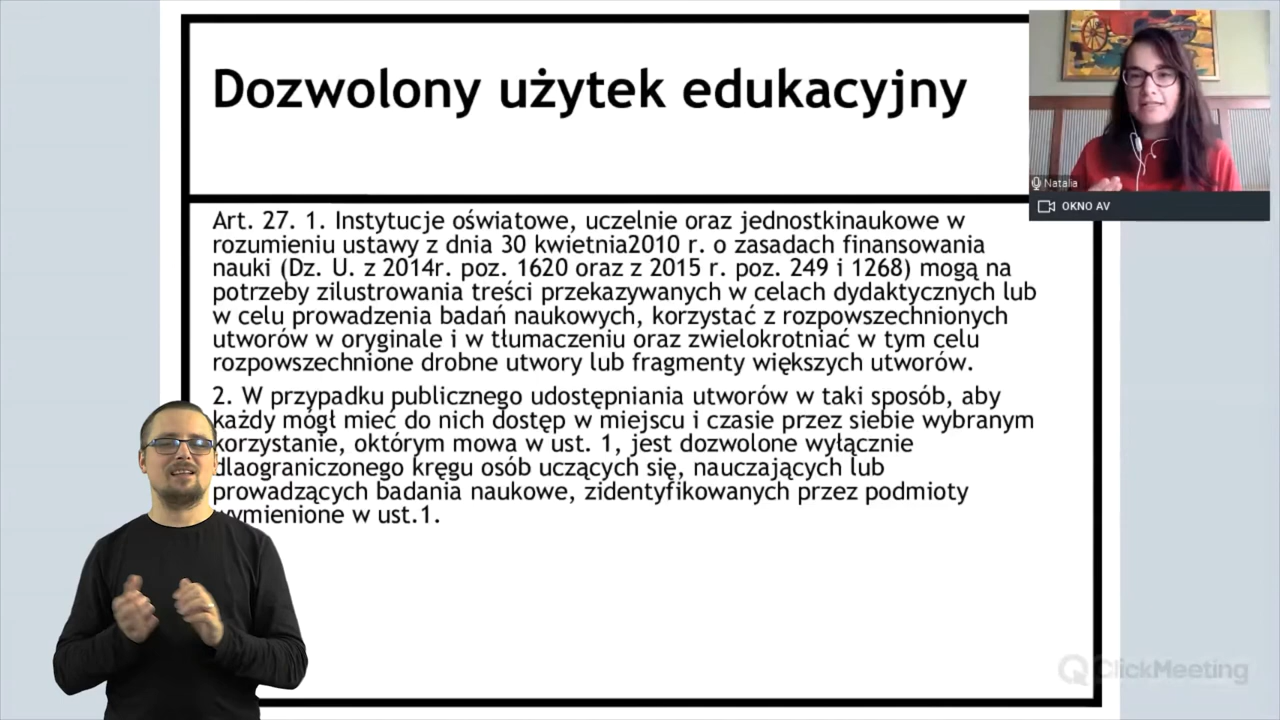 Dozwolony użytek edukacyjny
Natalia
OKNO AV
Art. 27. 1. Instytucje oświatowe, uczelnie oraz jednostkinaukowe w
rozumieniu ustawy z dnia 30 kwietnia2010 r. o zasadach finansowania
nauki (Dz. U. z 2014r. poz. 1620 oraz z 2015 r. poz. 249 i 1268) mogą na
potrzeby zilustrowania treści przekazywanych w celach dydaktycznych lub
w celu prowadzenia badań naukowych, korzystać z rozpowszechnionych
utworów w oryginale i w tłumaczeniu oraz zwielokrotniać w tym celu
rozpowszechnione drobne utwory lub fragmenty większych utworów.
2. W przypadku publicznego udostępniania utworów w taki sposób, aby
każdy mógł mieć do nich dostęp w miejscu i czasie przez siebie wybranym
korzystanie, októrym mowa w ust. 1, jest dozwolone wyłącznie
dlaograniczonego kręgu osób uczących się, nauczających lub
prowadzących badania naukowe, zidentyfikowanych przez podmioty
wymienione w ust.1.
ClickMeeting